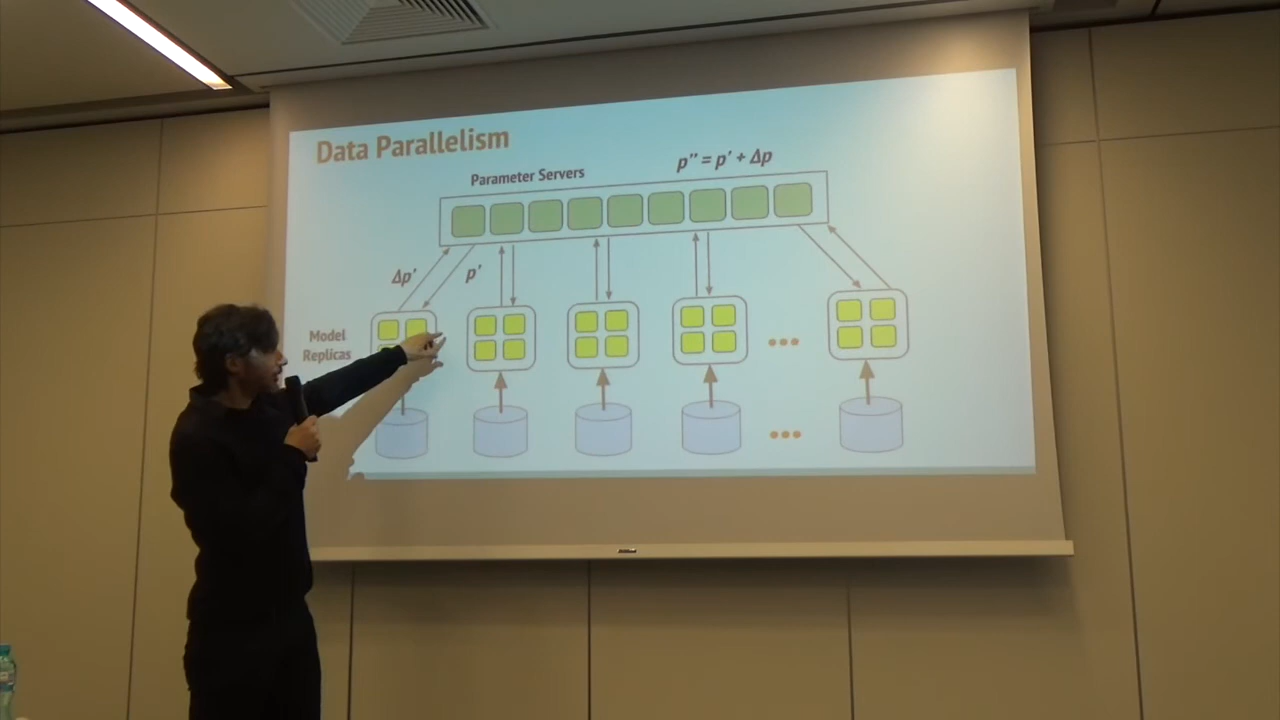 Data Parallelism
Parameter Servers
p'' = p' + Δp
Δp'
p'
Model
Replicas